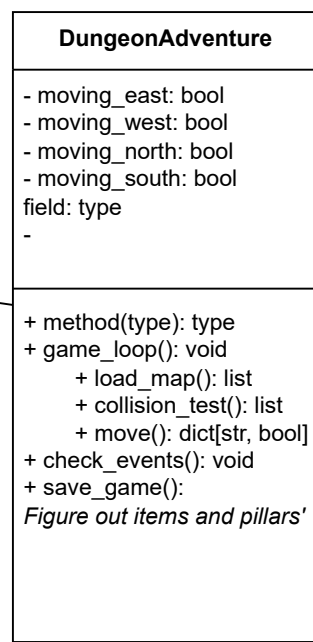 DungeonAdventure
- moving_east: bool
- moving_west: bool
- moving_north: bool
- moving_south: bool
field: type
-
+ method(type): type
+ game_loop(): void
+ load_map(): list
+ collision_test(): list
+ move(): dict[str, bool]
+ check_events(): void
+ save_game():
Figure out items and pillars'